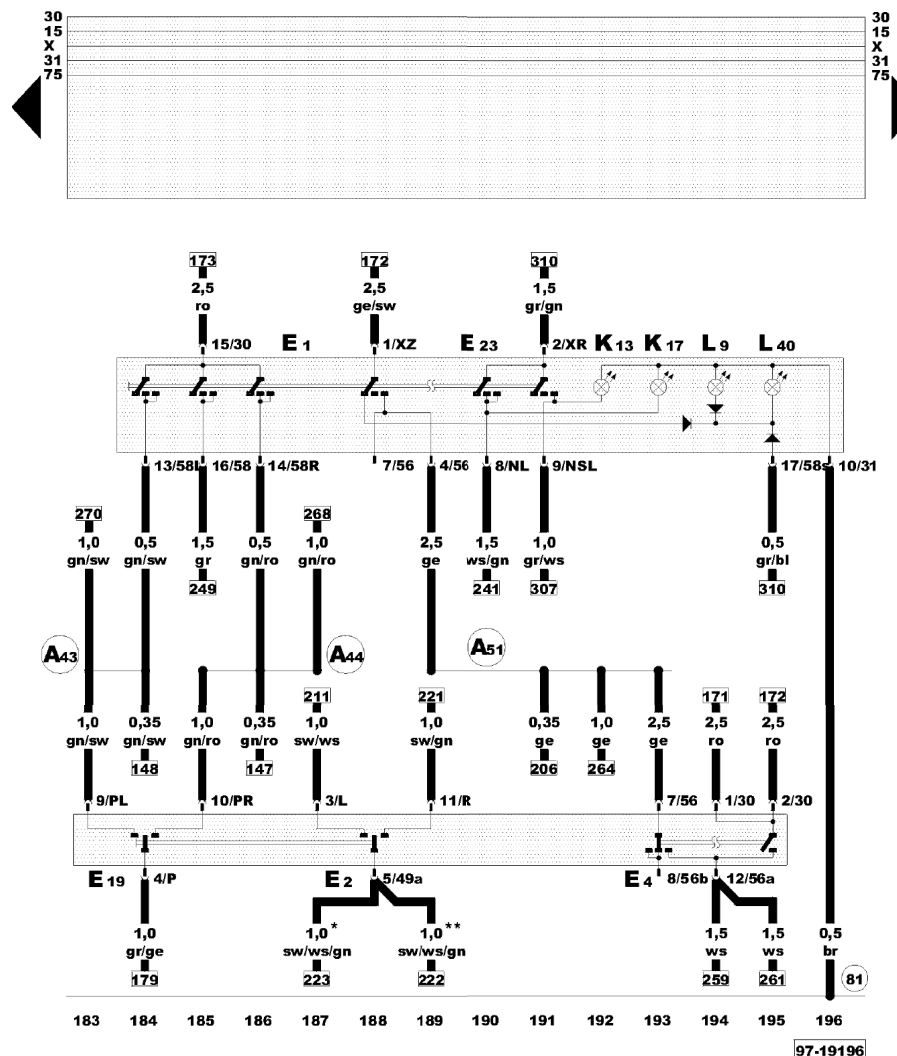 30 30
15 15
X X
31 31
75 75
173 172 310
2,5 2,5 1,5
ro ge/sw gr/gn
15/30 E 1 1/XZ E 23 2/XR K 13 K 17 L 9 L 40
13/58L 16/58 14/58R 7/56 4/56 8/NL 9/NSL 17/58s 10/31
270 268
1,0 0,5 1,5 0,5 1,0 2,5 1,5 1,0 0,5
gn/sw gn/sw gr gn/ro gn/ro ge ws/gn gr/ws gr/bl
249 241 307 310
A43 A44 A51
211 221 171 172
1,0 0,35 1,0 0,35 1,0 1,0 0,35 1,0 2,5 2,5 2,5
gn/sw gn/sw gn/ro gn/ro sw/ws sw/gn ge ge ge ro ro
148 147 206 264
9/PL 10/PR 3/L 11/R 7/56 1/30 2/30
E 19 4/P E 2 5/49a E 4 8/56b 12/56a
1,0 1,0 * 1,0 ** 1,5 1,5 0,5
gr/ge sw/ws/gn sw/ws/gn ws ws br
179 223 222 259 261 81
183 184 185 186 187 188 189 190 191 192 193 194 195 196
97-19196